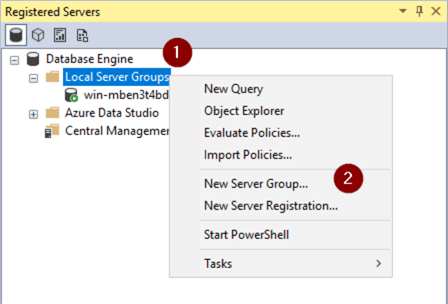 Registered Servers
Database Engine
1
Local Server Groups
win-mben3t4bd
Azure Data Studio
Central Managemer
New Query
Object Explorer
Evaluate Policies...
Import Policies...
2
New Server Group...
New Server Registration...
Start PowerShell
Tasks